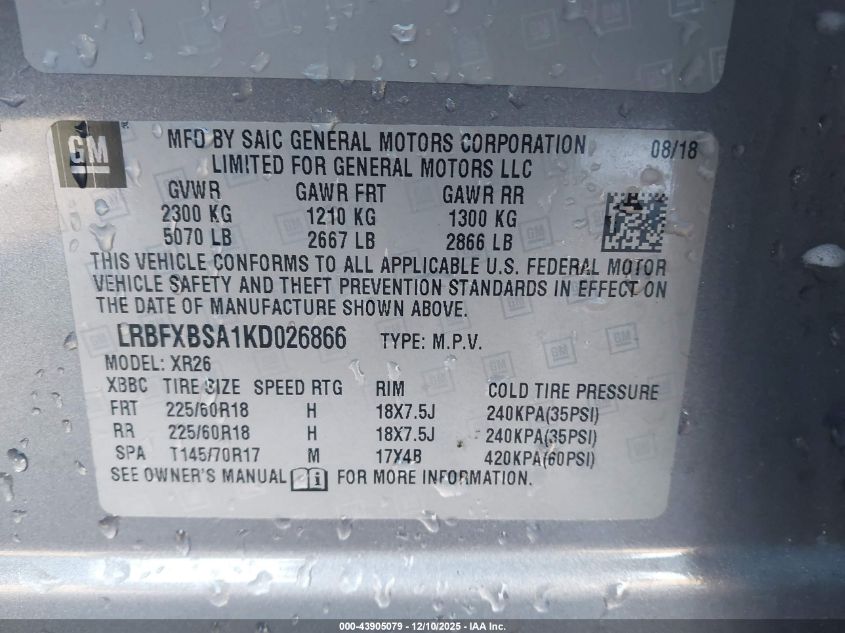 GM
MFD BY SAIC GENERAL MOTORS CORPORATION 08/18
LIMITED FOR GENERAL MOTORS LLC
GVWR GAWR FRT GAWR RR
2300 KG 1210 KG 1300 KG
5070 LB 2667 LB 2866 LB
THIS VEHICLE CONFORMS TO ALL APPLICABLE U.S. FEDERAL MOTOR
VEHICLE SAFETY AND THEFT PREVENTION STANDARDS IN EFFECT ON
THE DATE OF MANUFACTURE SHOWN ABOVE.
LRBFXBSA1KD026866 TYPE: M.P.V.
MODEL: XR26
XBBC TIRE SIZE SPEED RTG RIM COLD TIRE PRESSURE
FRT 225/60R18 H 18X7.5J 240KPA(35PSI)
RR 225/60R18 H 18X7.5J 240KPA(35PSI)
SPA T145/70R17 M 17X4B 420KPA(60PSI)
SEE OWNER'S MANUAL i FOR MORE INFORMATION.
000-43905079 - 12/10/2025 - IAA Inc.